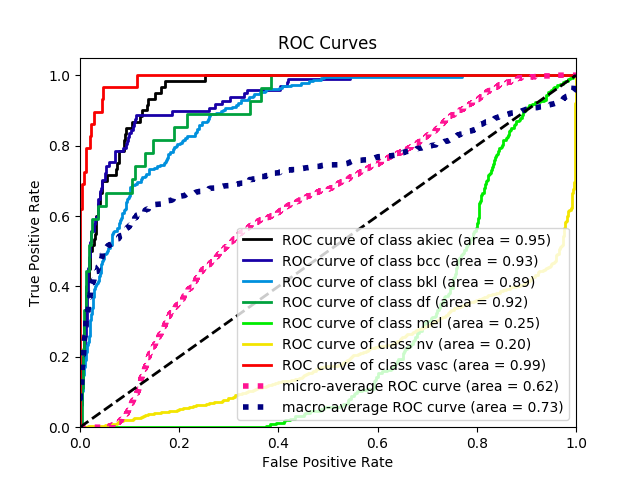 ROC Curves
True Positive Rate
1.0
0.8
0.6
0.4
0.2
0.0
ROC curve of class akiec (area = 0.95)
ROC curve of class bcc (area = 0.93)
ROC curve of class bkl (area = 0.89)
ROC curve of class df (area = 0.92)
ROC curve of class mel (area = 0.25)
ROC curve of class nv (area = 0.20)
ROC curve of class vasc (area = 0.99)
micro-average ROC curve (area = 0.62)
macro-average ROC curve (area = 0.73)
0.0 0.2 0.4 0.6 0.8 1.0
False Positive Rate